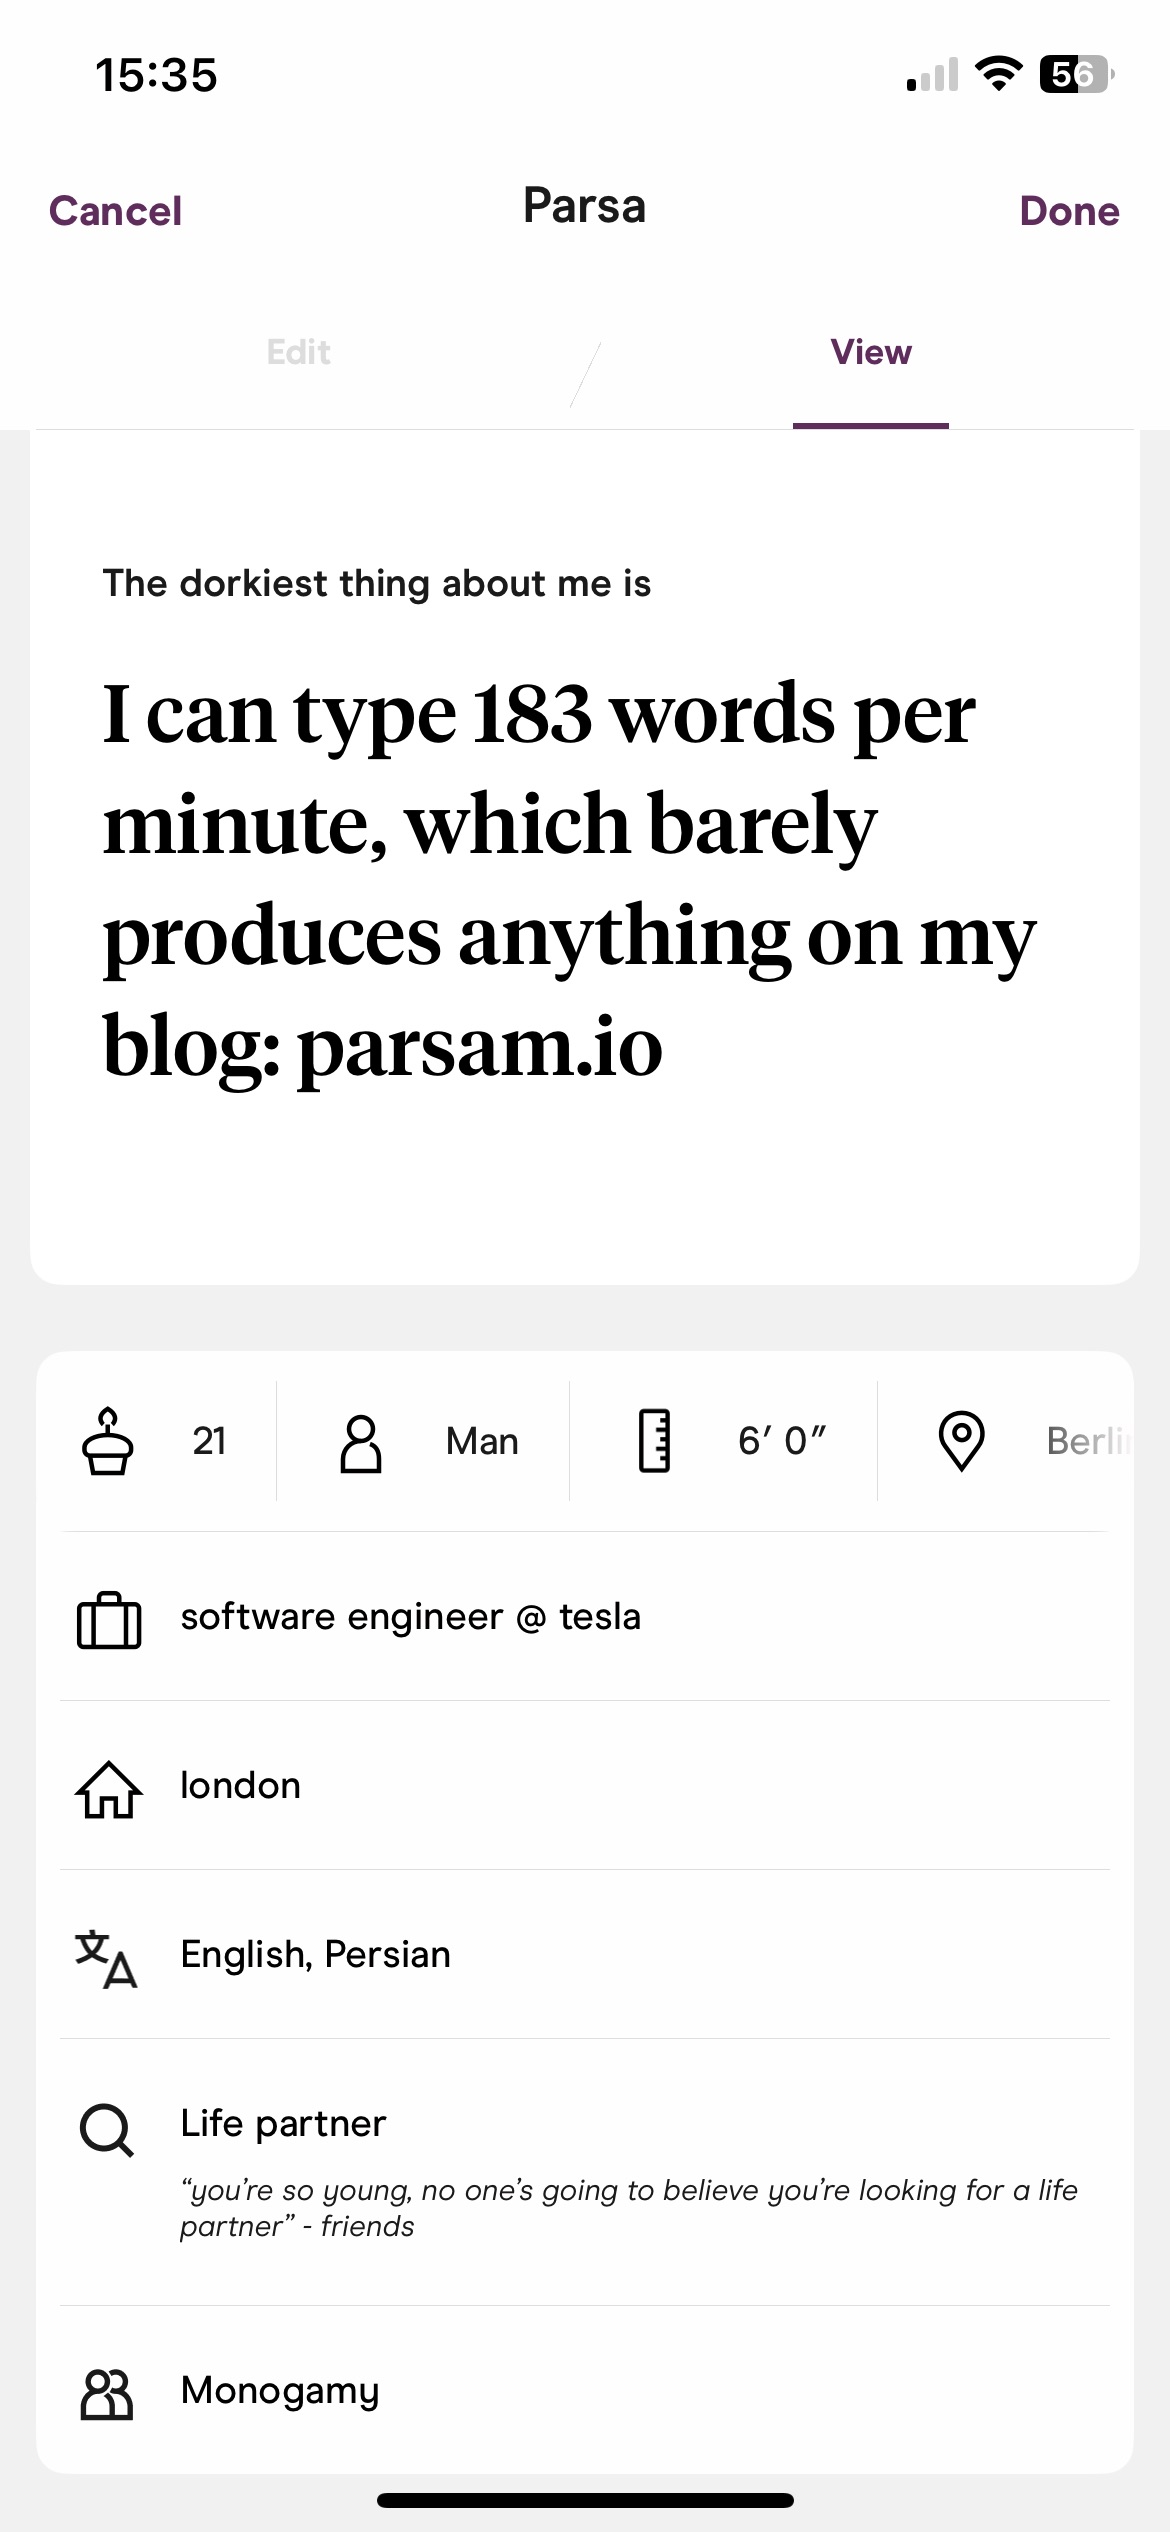 15:35
56
Cancel
Parsa
Done
Edit
View
The dorkiest thing about me is
I can type 183 words per
minute, which barely
produces anything on my
blog: parsam.io
21
Man
6′ 0″
software engineer @ tesla
london
English, Persian
Life partner
“you’re so young, no one’s going to believe you’re looking for a life
partner” - friends
Monogamy